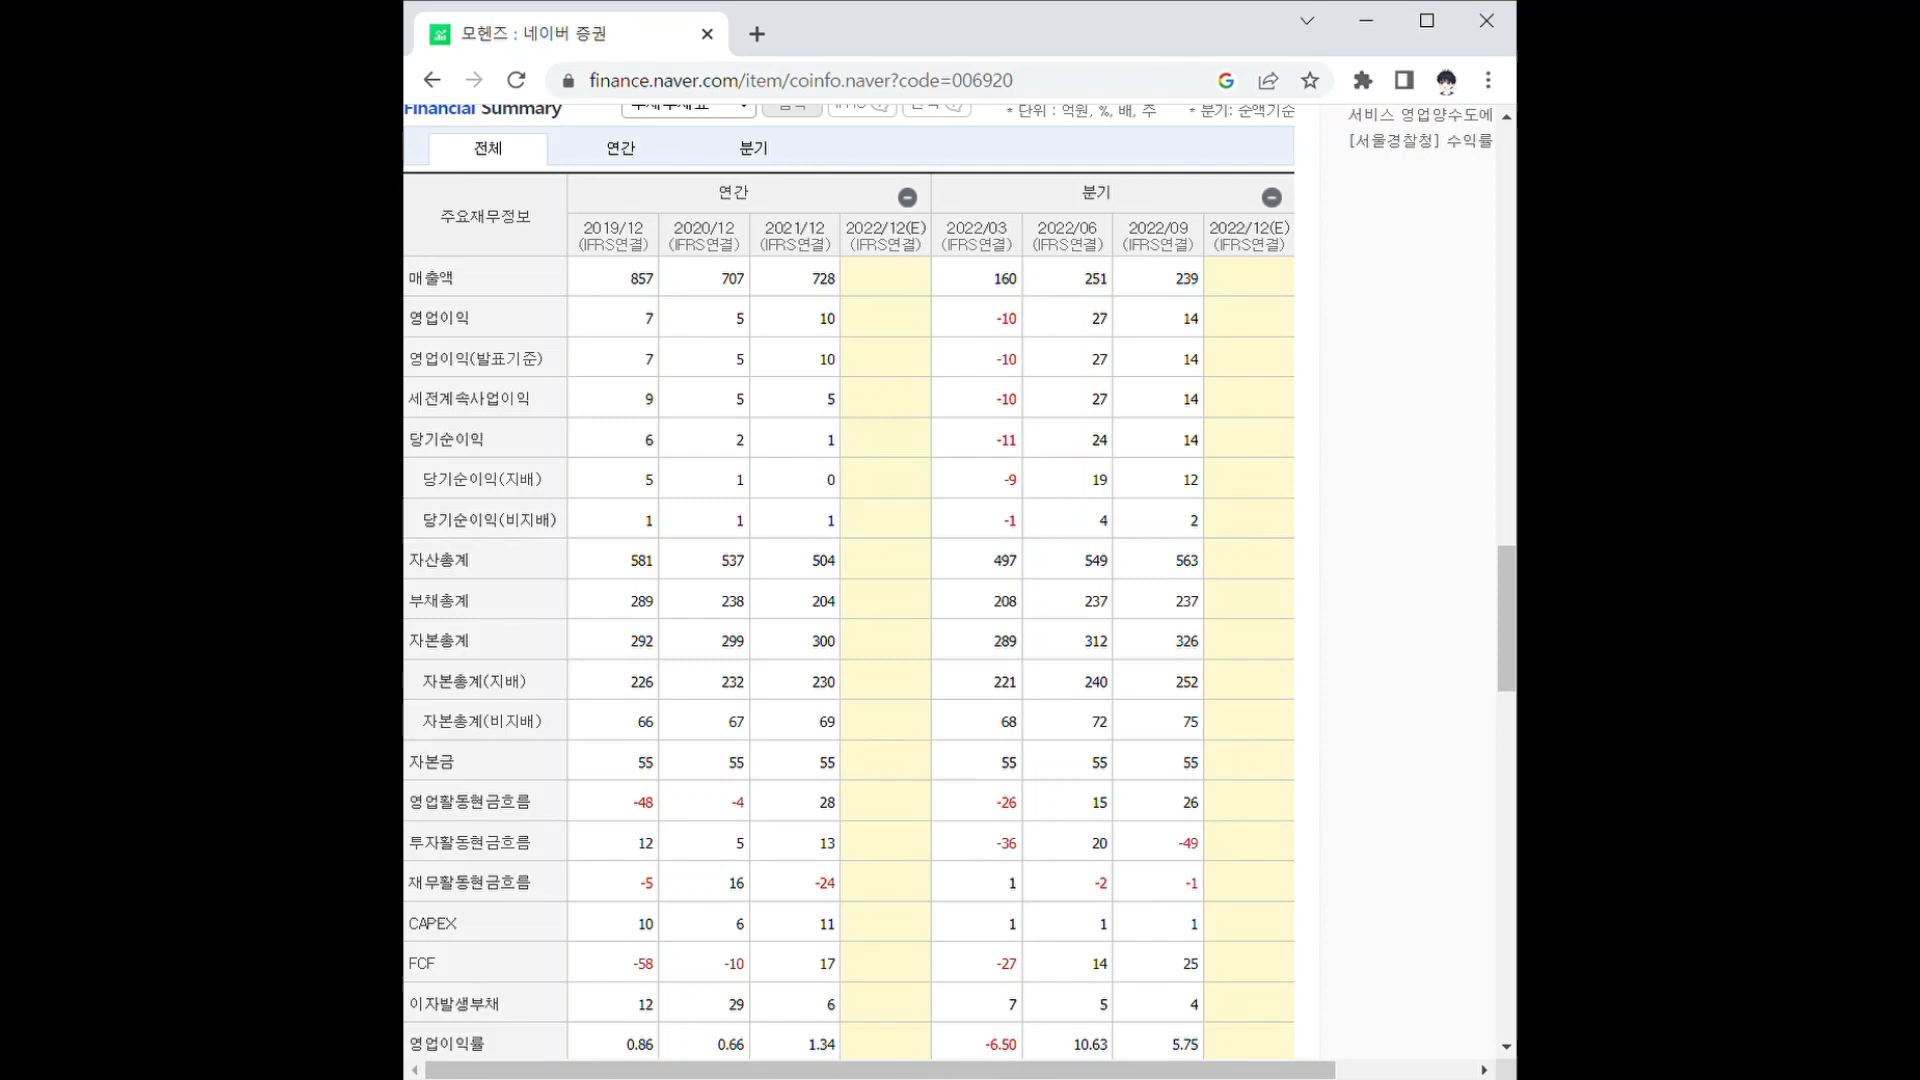 모헨즈 : 네이버 증권
finance.naver.com/item/coinfo.naver?code=006920
Financial Summary
* 단위 : 억원, %, 배, 주 * 분기: 순액기준
서비스 영업양수도에
[서울경찰청] 수익률
전체 연간 분기
주요재무정보 연간 분기
2019/12 2020/12 2021/12 2022/12(E) 2022/03 2022/06 2022/09 2022/12(E)
(IFRS연결) (IFRS연결) (IFRS연결) (IFRS연결) (IFRS연결) (IFRS연결) (IFRS연결) (IFRS연결)
매출액 857 707 728 160 251 239
영업이익 7 5 10 -10 27 14
영업이익(발표기준) 7 5 10 -10 27 14
세전계속사업이익 9 5 5 -10 27 14
당기순이익 6 2 1 -11 24 14
당기순이익(지배) 5 1 0 -9 19 12
당기순이익(비지배) 1 1 1 -1 4 2
자산총계 581 537 504 497 549 563
부채총계 289 238 204 208 237 237
자본총계 292 299 300 289 312 326
자본총계(지배) 226 232 230 221 240 252
자본총계(비지배) 66 67 69 68 72 75
자본금 55 55 55 55 55 55
영업활동현금흐름 -48 -4 28 -26 15 26
투자활동현금흐름 12 5 13 -36 20 -49
재무활동현금흐름 -5 16 -24 1 -2 -1
CAPEX 10 6 11 1 1 1
FCF -58 -10 17 -27 14 25
이자발생부채 12 29 6 7 5 4
영업이익률 0.86 0.66 1.34 -6.50 10.63 5.75